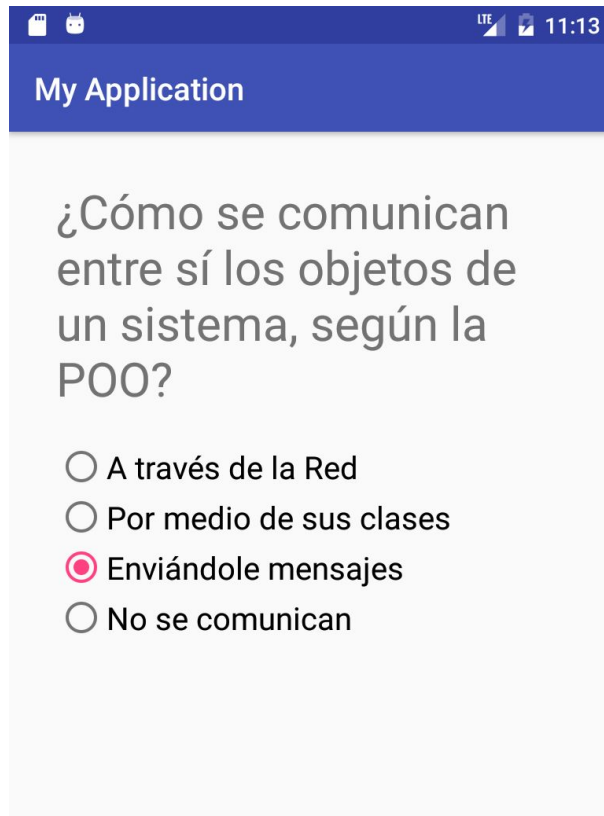 LTE 11:13
My Application
¿Cómo se comunican
entre sí los objetos de
un sistema, según la
POO?
A través de la Red
Por medio de sus clases
Enviándole mensajes
No se comunican